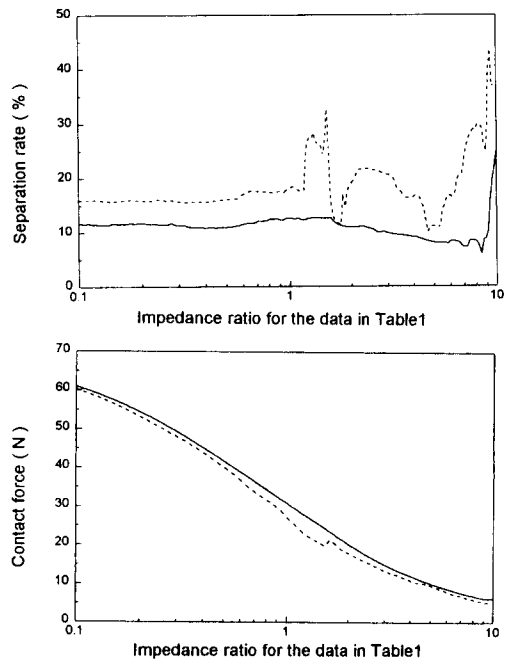 50
40
30
20
10
0
Separation rate ( % )
0.1 1 10
Impedance ratio for the data in Table1
70
60
50
40
30
20
10
0
Contact force ( N )
0.1 1 10
Impedance ratio for the data in Table1